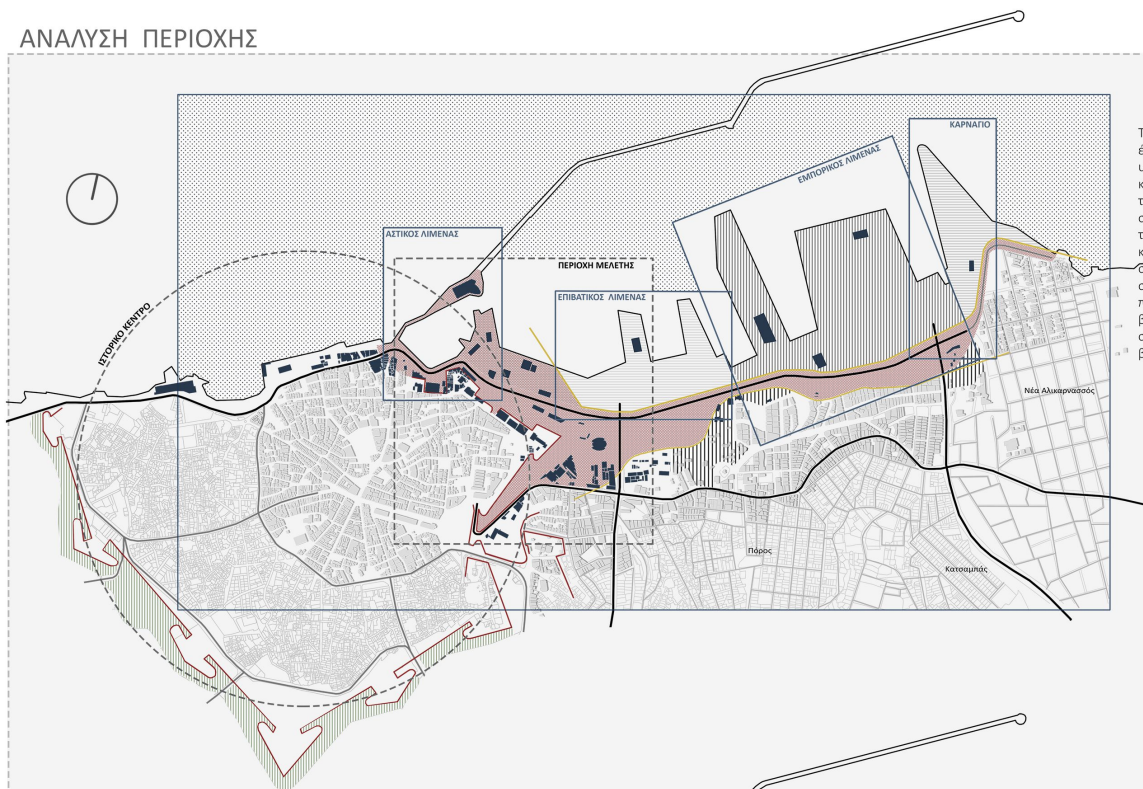 ΑΝΑΛΥΣΗ ΠΕΡΙΟΧΗΣ
ΚΑΡΝΑΓΙΟ
ΕΜΠΟΡΙΚΟΣ ΛΙΜΕΝΑΣ
ΑΣΤΙΚΟΣ ΛΙΜΕΝΑΣ
ΠΕΡΙΟΧΗ ΜΕΛΕΤΗΣ
ΕΠΙΒΑΤΙΚΟΣ ΛΙΜΕΝΑΣ
ΙΣΤΟΡΙΚΟ ΚΕΝΤΡΟ
Νέα Αλικαρνασσός
Πόρος
Κατσαμπάς